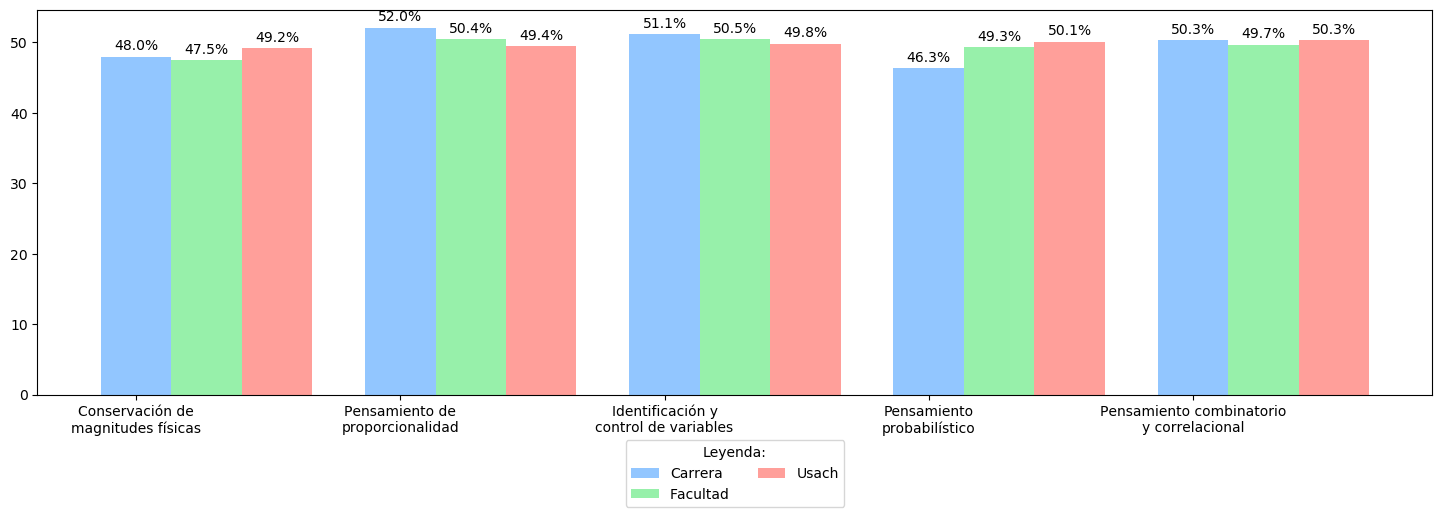 48.0%
47.5%
49.2%
52.0%
50.4%
49.4%
51.1%
50.5%
49.8%
46.3%
49.3%
50.1%
50.3%
49.7%
50.3%
50
40
30
20
10
0
Conservación de
magnitudes físicas
Pensamiento de
proporcionalidad
Identificación y
control de variables
Pensamiento
probabilístico
Pensamiento combinatorio
y correlacional
Leyenda:
Carrera
Facultad
Usach